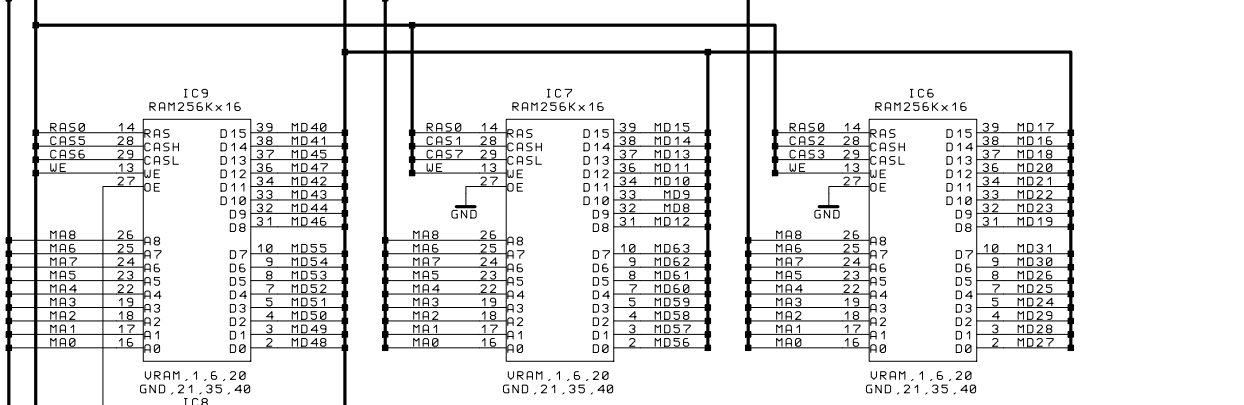 IC9
RAM256Kx16
RAS0 14 RAS D15 39 MD40
CAS5 28 CASH D14 38 MD41
CAS6 29 CASL D13 37 MD45
WE 13 WE D12 36 MD47
27 OE D11 34 MD42
D10 33 MD43
D9 32 MD44
D8 31 MD46
MA8 26 A8
MA6 25 A7 D7 10 MD55
MA7 24 A6 D6 9 MD54
MA5 23 A5 D5 8 MD53
MA4 22 A4 D4 7 MD52
MA3 19 A3 D3 5 MD51
MA2 18 A2 D2 4 MD50
MA1 17 A1 D1 3 MD49
MA0 16 A0 D0 2 MD48
VRAM,1,6,20
GND,21,35,40
IC8
IC7
RAM256Kx16
RAS0 14 RAS D15 39 MD15
CAS1 28 CASH D14 38 MD14
CAS7 29 CASL D13 37 MD13
WE 13 WE D12 36 MD11
27 OE D11 34 MD10
D10 33 MD9
GND D9 32 MD8
D8 31 MD12
MA8 26 A8
MA6 25 A7 D7 10 MD63
MA7 24 A6 D6 9 MD62
MA5 23 A5 D5 8 MD61
MA4 22 A4 D4 7 MD60
MA3 19 A3 D3 5 MD59
MA2 18 A2 D2 4 MD58
MA1 17 A1 D1 3 MD57
MA0 16 A0 D0 2 MD56
VRAM,1,6,20
GND,21,35,40
IC6
RAM256Kx16
RAS0 14 RAS D15 39 MD17
CAS2 28 CASH D14 38 MD16
CAS3 29 CASL D13 37 MD18
WE 13 WE D12 36 MD20
27 OE D11 34 MD21
D10 33 MD22
GND D9 32 MD23
D8 31 MD19
MA8 26 A8
MA6 25 A7 D7 10 MD31
MA7 24 A6 D6 9 MD30
MA5 23 A5 D5 8 MD26
MA4 22 A4 D4 7 MD25
MA3 19 A3 D3 5 MD24
MA2 18 A2 D2 4 MD29
MA1 17 A1 D1 3 MD28
MA0 16 A0 D0 2 MD27
VRAM,1,6,20
GND,21,35,40